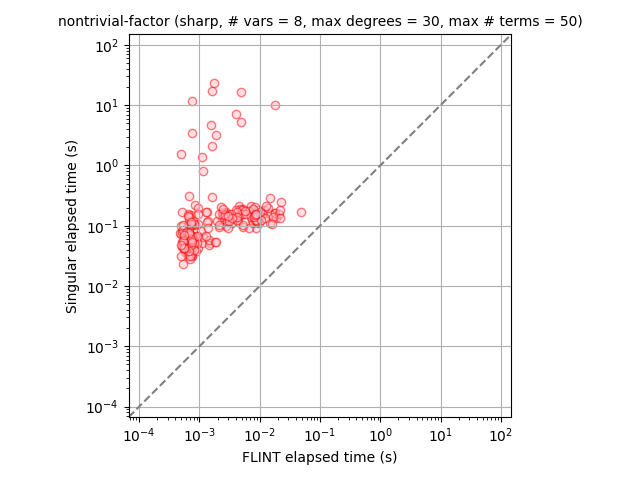 nontrivial-factor (sharp, # vars = 8, max degrees = 30, max # terms = 50)
10²
10¹
10⁰
10⁻¹
10⁻²
10⁻³
10⁻⁴
Singular elapsed time (s)
10⁻⁴ 10⁻³ 10⁻² 10⁻¹ 10⁰ 10¹ 10²
FLINT elapsed time (s)